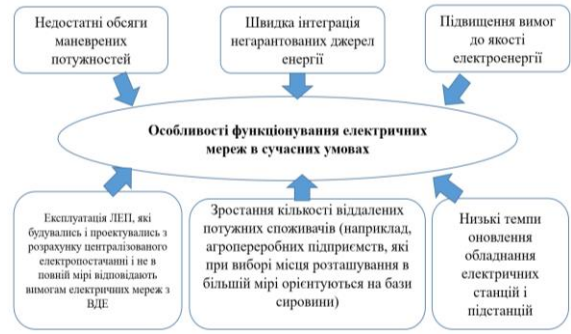 Недостатні обсяги
маневрених
потужностей
Швидка інтеграція
негарантованих джерел
енергії
Підвищення вимог
до якості
електроенергії
Особливості функціонування електричних
мереж в сучасних умовах
Експлуатація ЛЕП, які
будувались і проектувались з
розрахунку централізованого
електропостачанні і не в
повній мірі відповідають
вимогам електричних мереж з
ВДЕ
Зростання кількості віддалених
потужних споживачів (наприклад,
агропереробних підприємств, які
при виборі місця розташування в
більшій мірі орієнтуються на бази
сировини)
Низькі темпи
оновлення
обладнання
електричних
станцій і
підстанцій